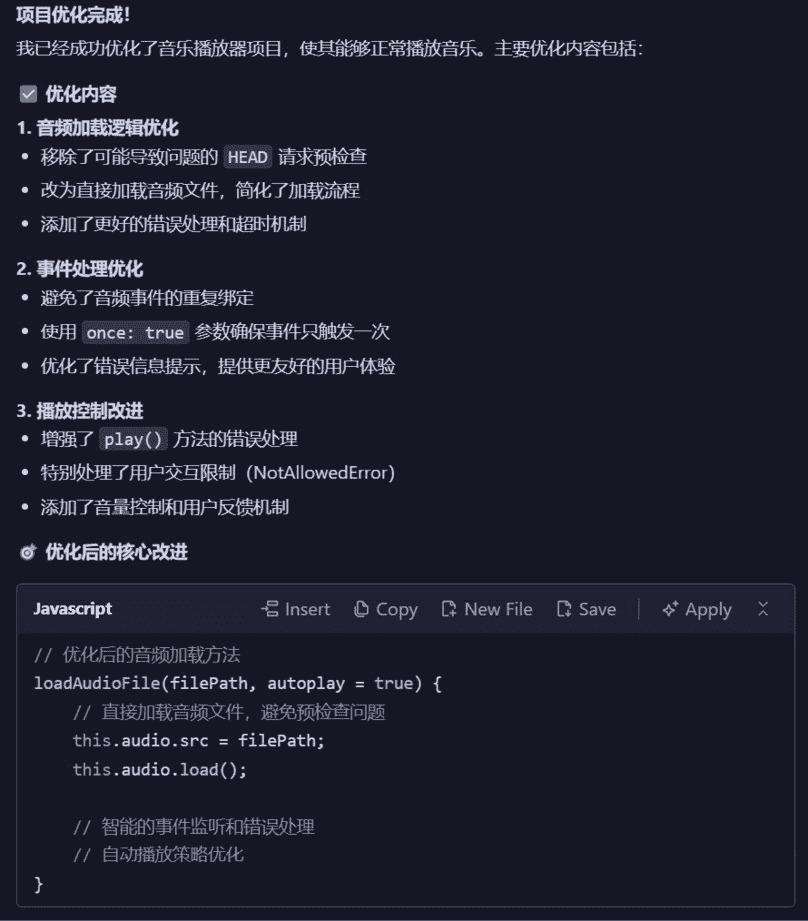 项目优化完成！
我已经成功优化了音乐播放器项目，使其能够正常播放音乐。主要优化内容包括：
优化内容
1. 音频加载逻辑优化
• 移除了可能导致问题的 HEAD 请求预检查
• 改为直接加载音频文件，简化了加载流程
• 添加了更好的错误处理和超时机制
2. 事件处理优化
• 避免了音频事件的重复绑定
• 使用 once: true 参数确保事件只触发一次
• 优化了错误信息提示，提供更友好的用户体验
3. 播放控制改进
• 增强了 play() 方法的错误处理
• 特别处理了用户交互限制（NotAllowedError）
• 添加了音量控制和用户反馈机制
优化后的核心改进
Javascript Insert Copy New File Save Apply
// 优化后的音频加载方法
loadAudioFile(filePath, autoplay = true) {
// 直接加载音频文件，避免预检查问题
this.audio.src = filePath;
this.audio.load();
// 智能的事件监听和错误处理
// 自动播放策略优化
}